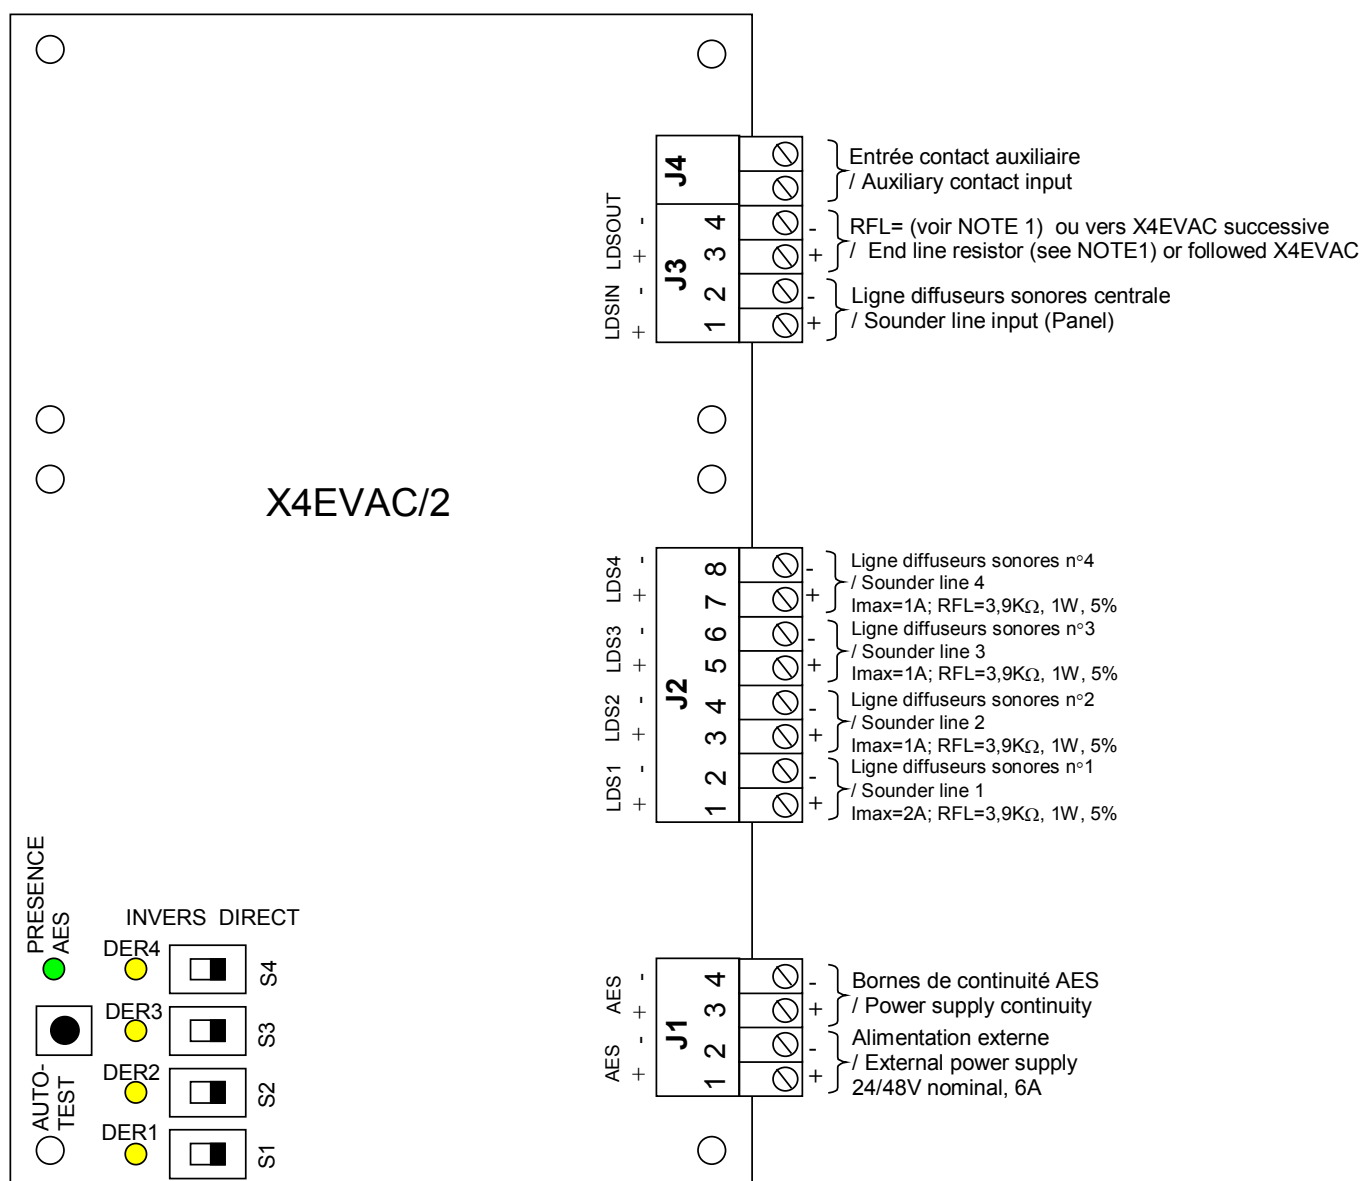 J4
Entrée contact auxiliaire
/ Auxiliary contact input
LDSOUT
-
+
J3
4
3
-
+
RFL= (voir NOTE 1) ou vers X4EVAC successive
/ End line resistor (see NOTE1) or followed X4EVAC
LDSIN
-
+
2
1
-
+
Ligne diffuseurs sonores centrale
/ Sounder line input (Panel)
X4EVAC/2
J2
LDS4
-
+
8
7
-
+
Ligne diffuseurs sonores n°4
/ Sounder line 4
Imax=1A; RFL=3,9KΩ, 1W, 5%
LDS3
-
+
6
5
-
+
Ligne diffuseurs sonores n°3
/ Sounder line 3
Imax=1A; RFL=3,9KΩ, 1W, 5%
LDS2
-
+
4
3
-
+
Ligne diffuseurs sonores n°2
/ Sounder line 2
Imax=1A; RFL=3,9KΩ, 1W, 5%
LDS1
-
+
2
1
-
+
Ligne diffuseurs sonores n°1
/ Sounder line 1
Imax=2A; RFL=3,9KΩ, 1W, 5%
PRESENCE
AES
INVERS DIRECT
DER4
S4
DER3
S3
DER2
S2
DER1
S1
AUTO-
TEST
J1
AES
-
+
4
3
-
+
Bornes de continuité AES
/ Power supply continuity
AES
-
+
2
1
-
+
Alimentation externe
/ External power supply
24/48V nominal, 6A